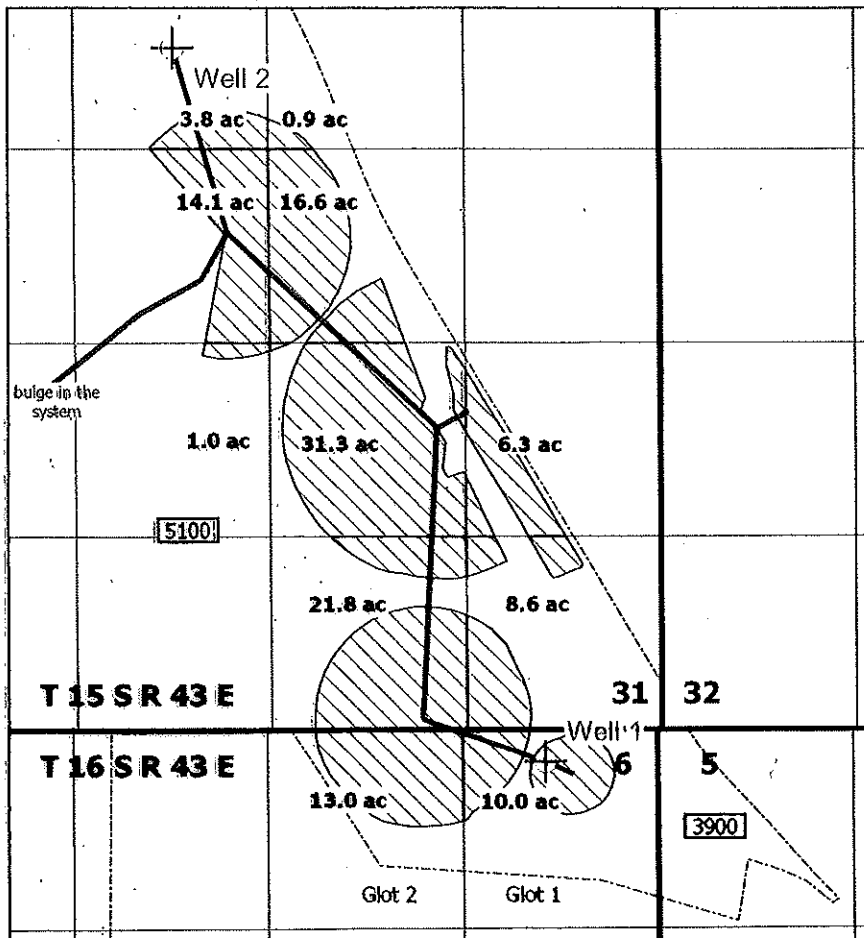 Well 2
3.8 ac 0.9 ac
14.1 ac 16.6 ac
bulge in the
system
1.0 ac 31.3 ac 6.3 ac
5100
21.8 ac 8.6 ac
T 15 S R 43 E 31 32
Well 1
T 16 S R 43 E 6 5
13.0 ac 10.0 ac
3900
Glot 2 Glot 1